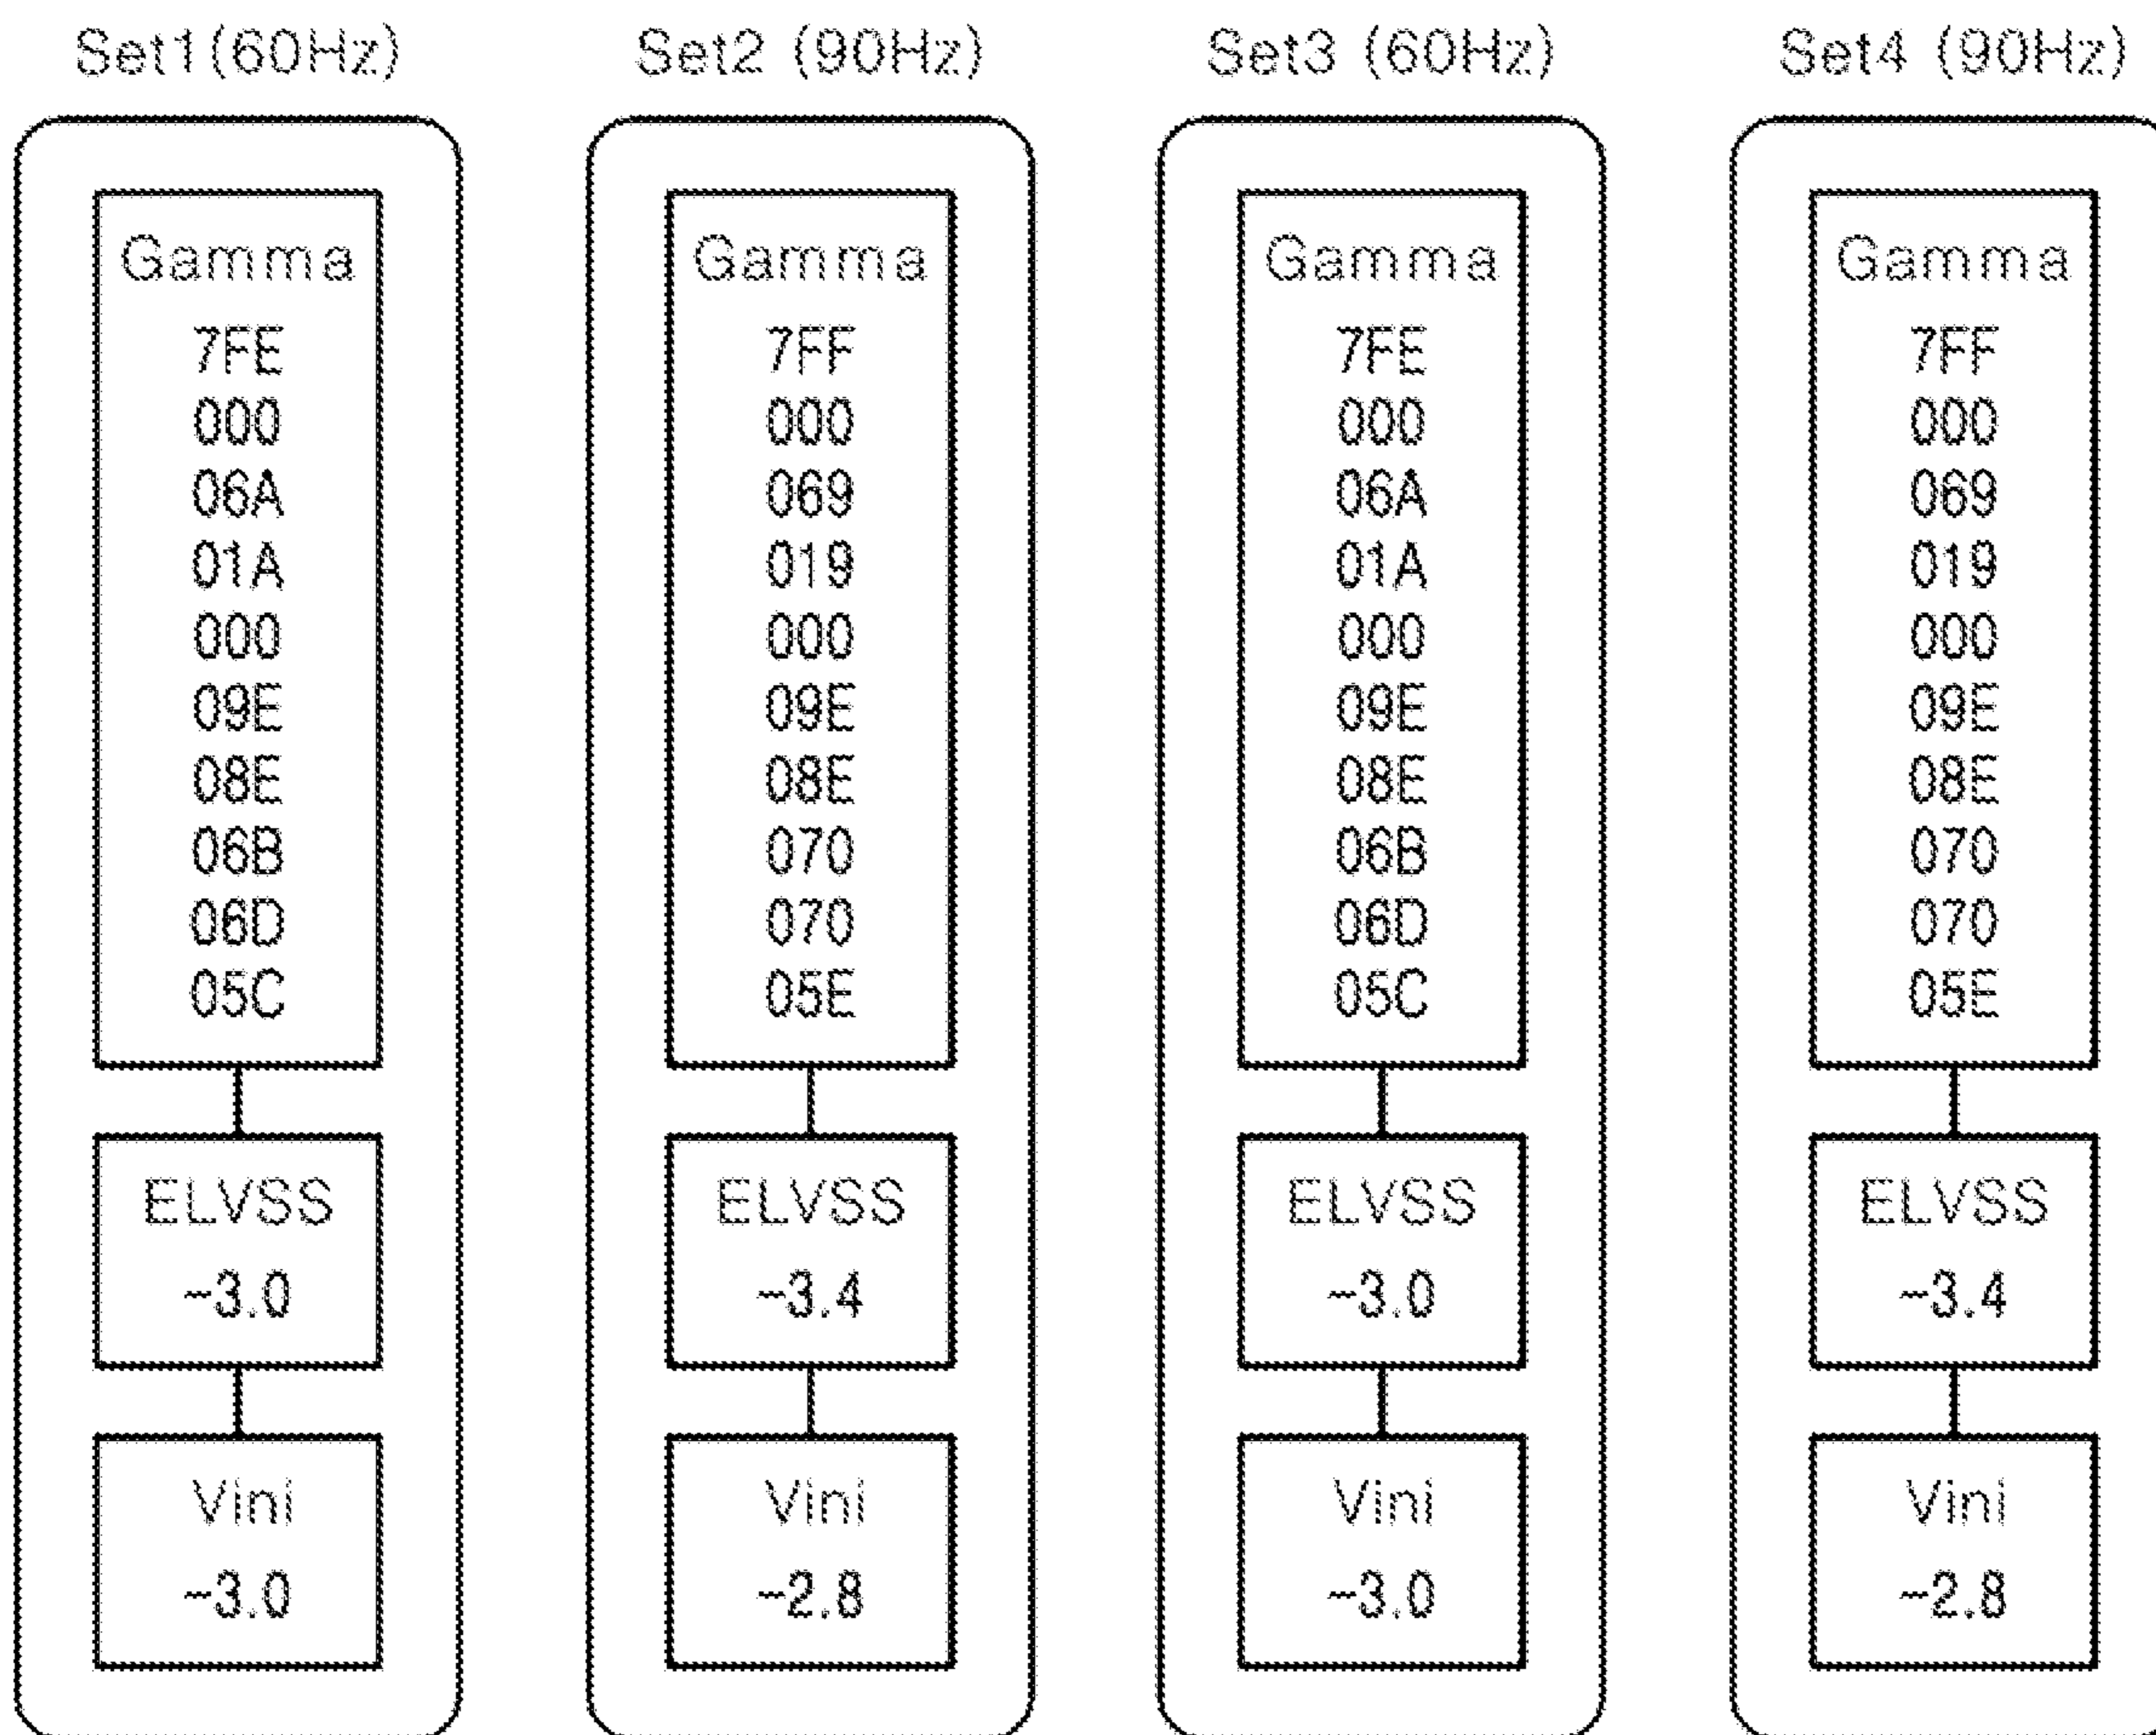 Set1(60Hz)
Gamma
7FE
000
06A
01A
000
09E
08E
06B
06D
05C
ELVSS
-3.0
Vini
-3.0
Set2 (90Hz)
Gamma
7FF
000
069
019
000
09E
08E
070
070
05E
ELVSS
-3.4
Vini
-2.8
Set3 (60Hz)
Gamma
7FE
000
06A
01A
000
09E
08E
06B
06D
05C
ELVSS
-3.0
Vini
-3.0
Set4 (90Hz)
Gamma
7FF
000
069
019
000
09E
08E
070
070
05E
ELVSS
-3.4
Vini
-2.8